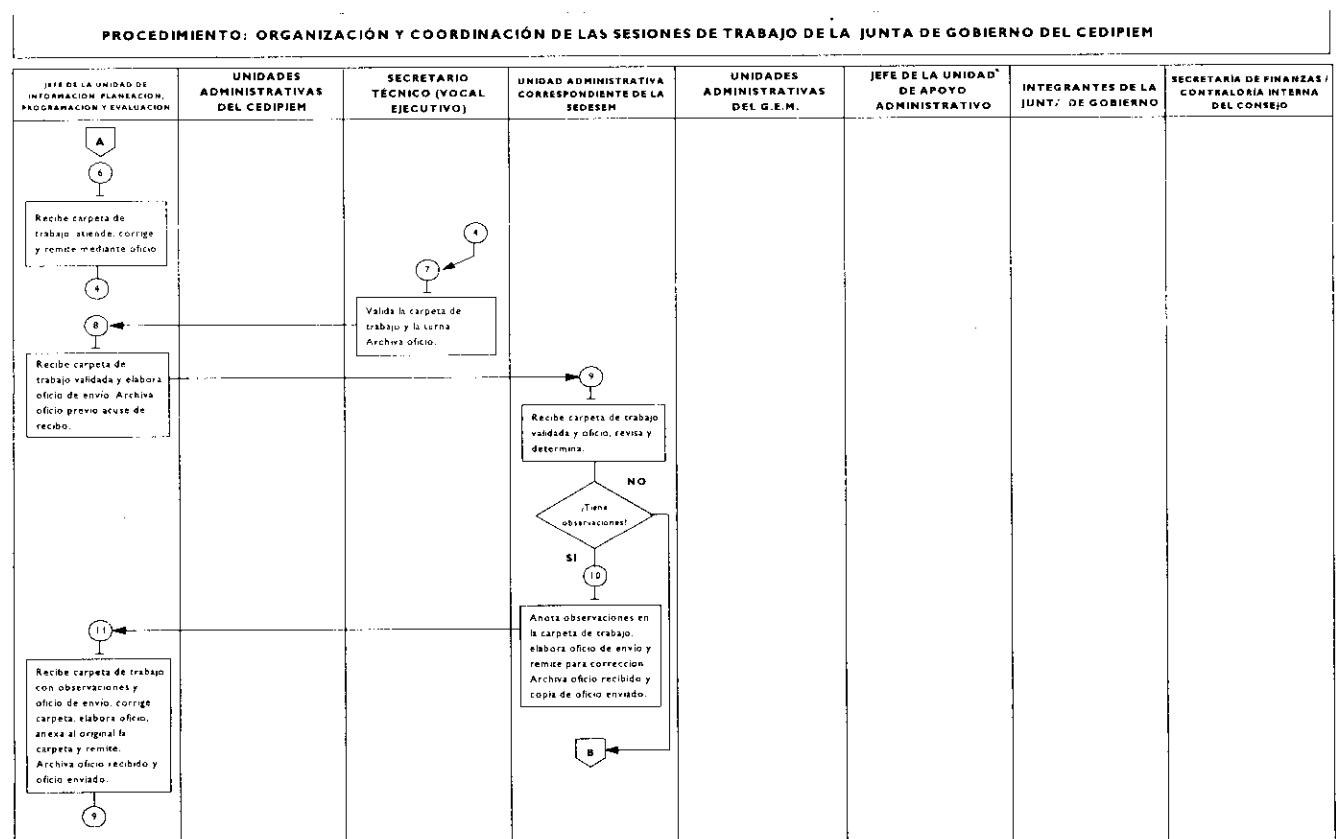 PROCEDIMIENTO: ORGANIZACIÓN Y COORDINACIÓN DE LAS SESIONES DE TRABAJO DE LA JUNTA DE GOBIERNO DEL CEDIPIEM
JEFE DE LA UNIDAD DE
INFORMACION, PLANEACION,
PROGRAMACION Y EVALUACION
UNIDADES
ADMINISTRATIVAS
DEL CEDIPIEM
SECRETARIO
TÉCNICO (VOCAL
EJECUTIVO)
UNIDAD ADMINISTRATIVA
CORRESPONDIENTE DE LA
SEDESEM
UNIDADES
ADMINISTRATIVAS
DEL G.E.M.
JEFE DE LA UNIDAD
DE APOYO
ADMINISTRATIVO
INTEGRANTES DE LA
JUNTA DE GOBIERNO
SECRETARÍA DE FINANZAS /
CONTRALORÍA INTERNA
DEL CONSEJO
A
6
Recibe carpeta de
trabajo, atiende, corrige
y remite mediante oficio
4
4
7
Valida la carpeta de
trabajo y la turna
Archiva oficio.
8
Recibe carpeta de
trabajo validada y elabora
oficio de envío. Archiva
oficio previo acuse de
recibo.
9
Recibe carpeta de trabajo
validada y oficio, revisa y
determina.
NO
¿Tiene
observaciones?
SI
10
Anota observaciones en
la carpeta de trabajo,
elabora oficio de envío y
remite para corrección
Archiva oficio recibido y
copia de oficio enviado.
11
Recibe carpeta de trabajo
con observaciones y
oficio de envío, corrige
carpeta, elabora oficio,
anexa al original la
carpeta y remite.
Archiva oficio recibido y
oficio enviado.
9
B